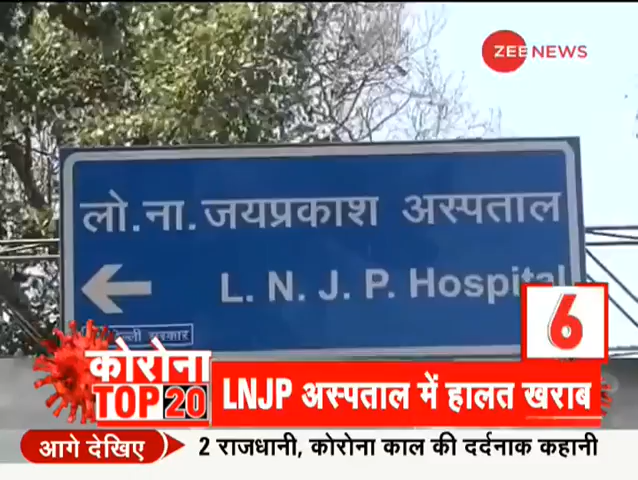 ZEE NEWS
लो.ना.जयप्रकाश अस्पताल
L. N. J. P. Hospital
दिल्ली सरकार
6
कोरोना
TOP 20
LNJP अस्पताल में हालत खराब
आगे देखिए
2 राजधानी, कोरोना काल की दर्दनाक कहानी